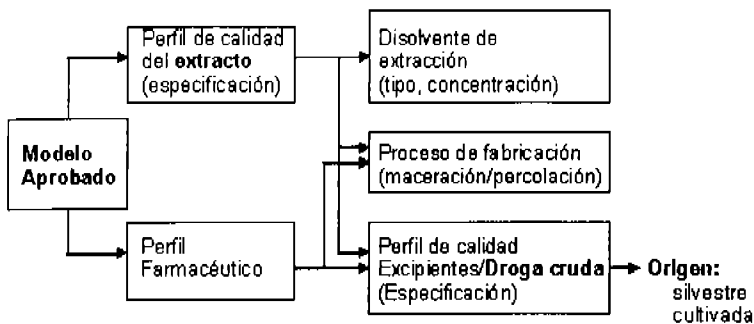 Modelo
Aprobado
Perfil de calidad
del extracto
(especificación)
Perfil
Farmacéutico
Disolvente de
extracción
(tipo, concentración)
Proceso de fabricación
(maceración/percolación)
Perfil de calidad
Excipientes/Droga cruda
(Especificación)
Origen:
silvestre
cultivada